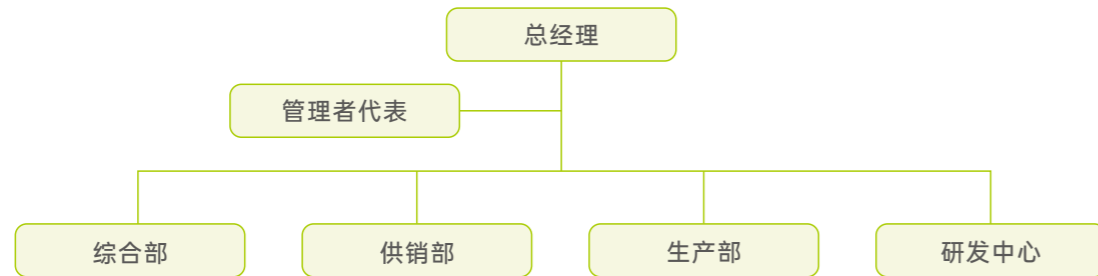 总经理
管理者代表
综合部
供销部
生产部
研发中心